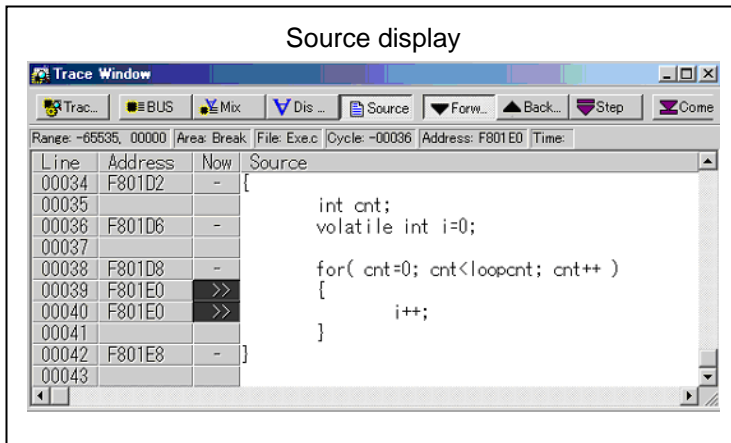 Source display
Trace Window
Trac... BUS Mix Dis ... Source Forw... Back... Step Come
Range: -65535, 00000 Area: Break File: Exe.c Cycle: -00036 Address: F801E0 Time:
Line Address Now Source
00034 F801D2 - {
00035 int cnt;
00036 F801D6 - volatile int i=0;
00037
00038 F801D8 - for( cnt=0; cnt<loopcnt; cnt++ )
00039 F801E0 >> {
00040 F801E0 >> i++;
00041 }
00042 F801E8 - }
00043